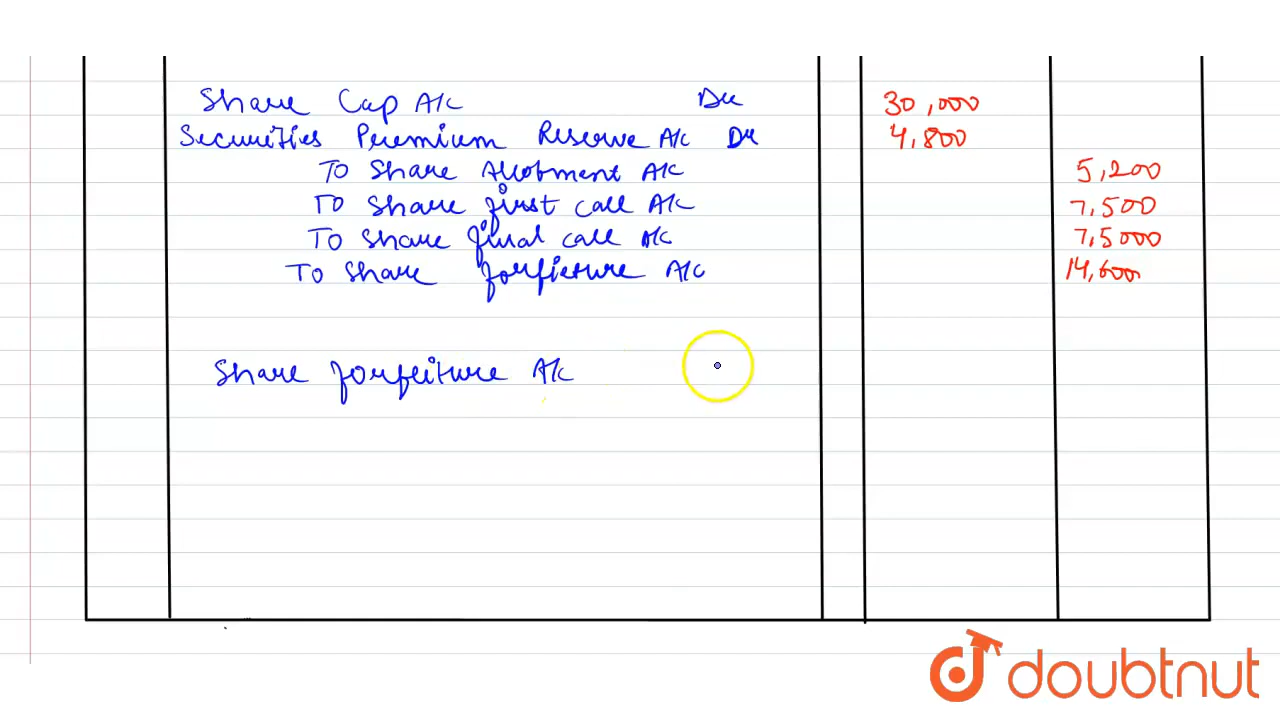 Share Cap A/c Dr 30,000
Securities Premium Reserve A/c Dr 4,800
To Share Allotment A/c 5,200
To Share first call A/c 7,500
To Share final call A/c 7,5000
To Share forfieture A/c 14,600
Share forfeiture A/c
doubtnut